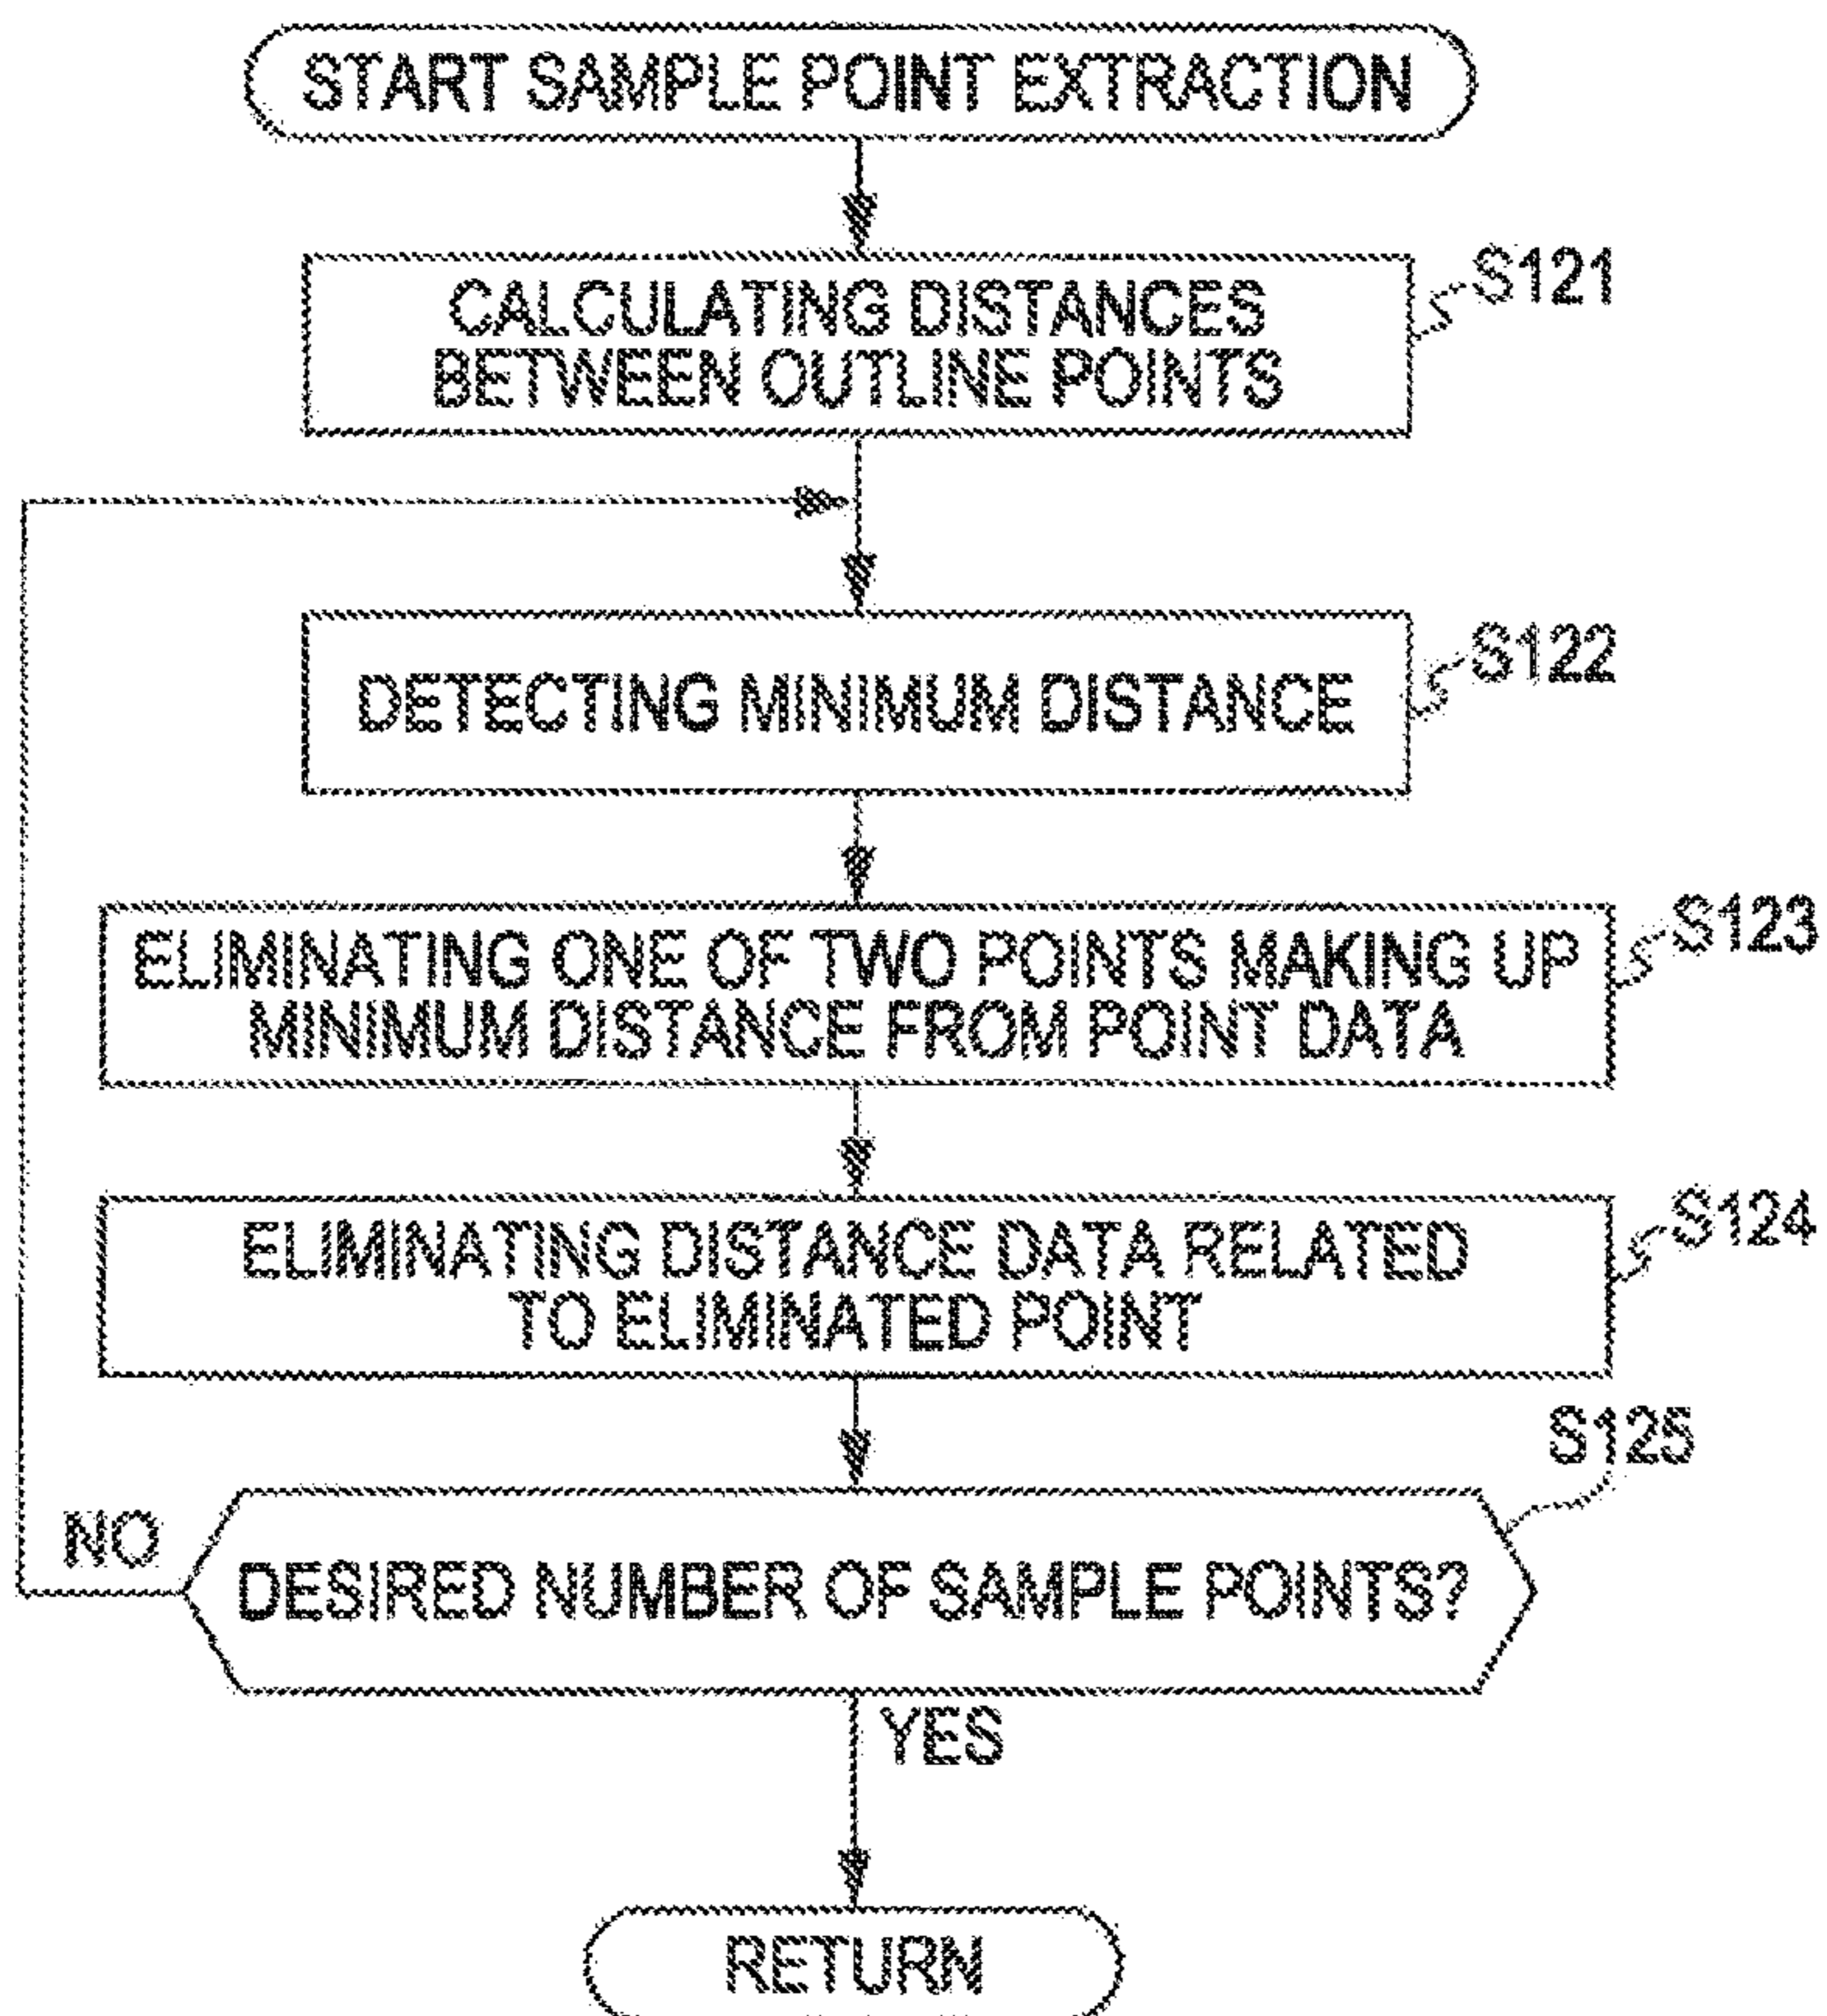 START SAMPLE POINT EXTRACTION
CALCULATING DISTANCES
BETWEEN OUTLINE POINTS
S121
DETECTING MINIMUM DISTANCE
S122
ELIMINATING ONE OF TWO POINTS MAKING UP
MINIMUM DISTANCE FROM POINT DATA
S123
ELIMINATING DISTANCE DATA RELATED
TO ELIMINATED POINT
S124
S125
NO
DESIRED NUMBER OF SAMPLE POINTS?
YES
RETURN